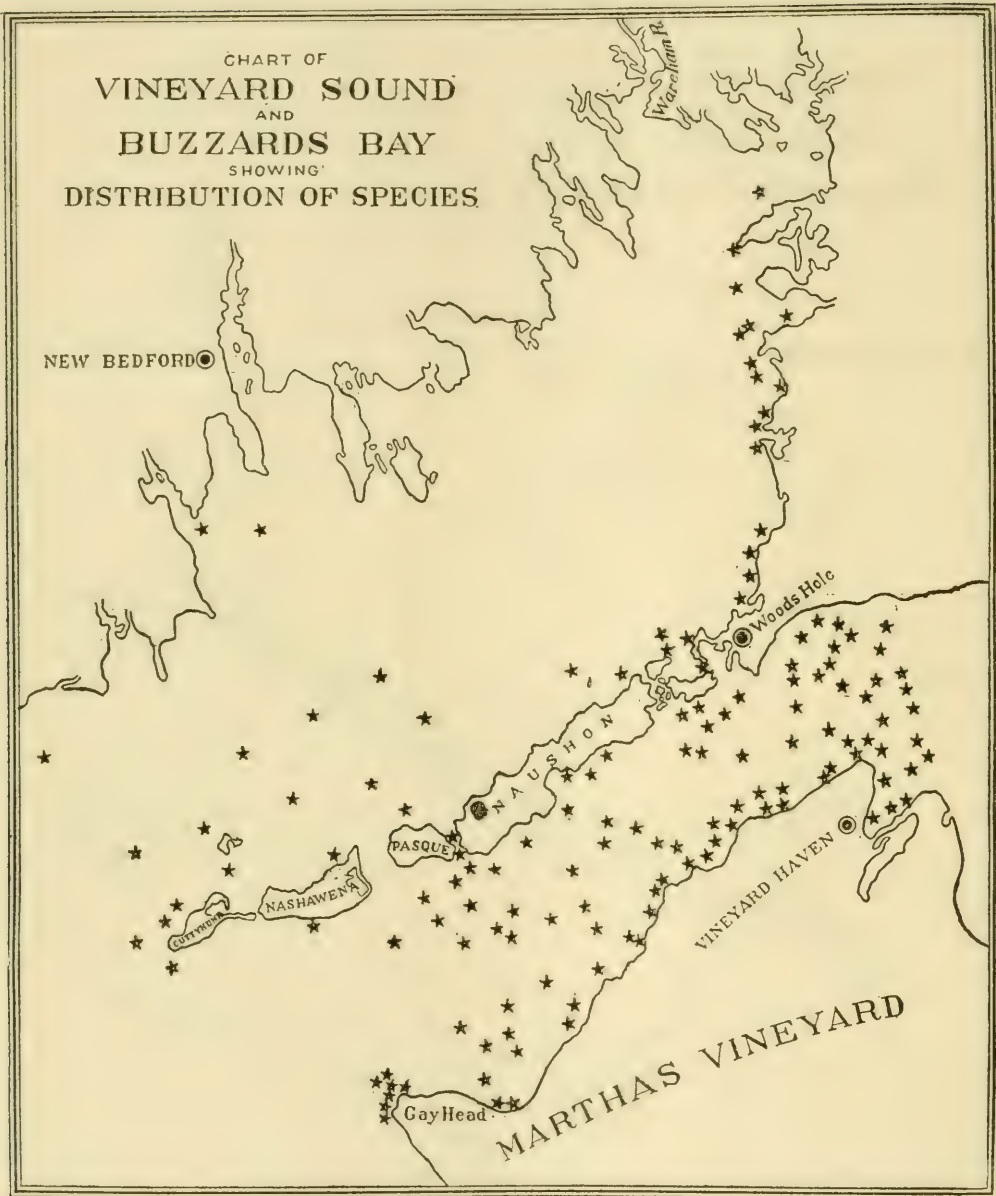 CHART OF
VINEYARD SOUND
AND
BUZZARDS BAY
SHOWING
DISTRIBUTION OF SPECIES
Wareham R.
NEW BEDFORD
Woods Hole
NAUSHON
PASQUE
NASHAWENA
CUTTYHUNK
VINEYARD HAVEN
MARTHAS VINEYARD
Gay Head